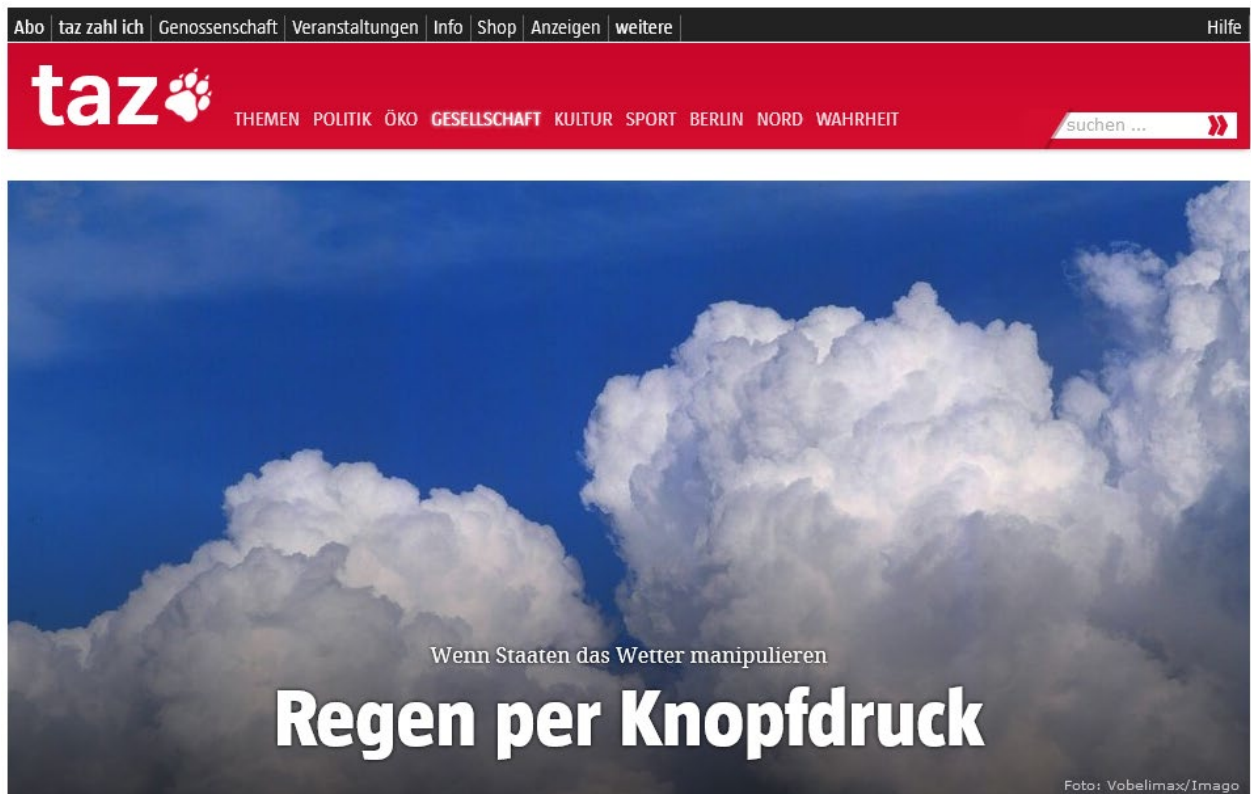 Abo taz zahl ich Genossenschaft Veranstaltungen Info Shop Anzeigen weitere Hilfe
taz
THEMEN POLITIK ÖKO GESELLSCHAFT KULTUR SPORT BERLIN NORD WAHRHEIT
suchen ...
Wenn Staaten das Wetter manipulieren
Regen per Knopfdruck
Foto: Vobelimax/Imago